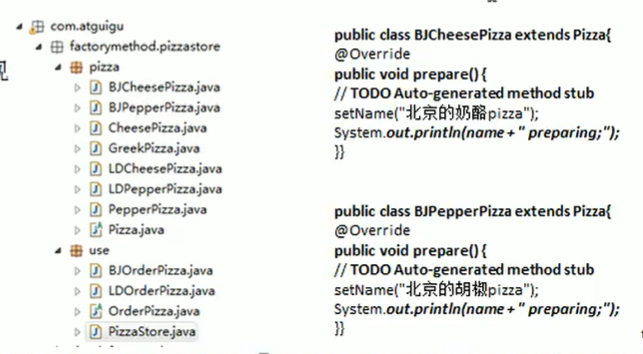 com.atguigu
factorymethod.pizzastore
pizza
BJCheesePizza.java
BJPepperPizza.java
CheesePizza.java
GreekPizza.java
LDCheesePizza.java
LDPepperPizza.java
PepperPizza.java
Pizza.java
use
BJOrderPizza.java
LDOrderPizza.java
OrderPizza.java
PizzaStore.java
public class BJCheesePizza extends Pizza{
@Override
public void prepare() {
// TODO Auto-generated method stub
setName("北京的奶酪pizza");
System.out.println(name + " preparing;");
}}
public class BJPepperPizza extends Pizza{
@Override
public void prepare() {
// TODO Auto-generated method stub
setName("北京的胡椒pizza");
System.out.println(name + " preparing;");
}}